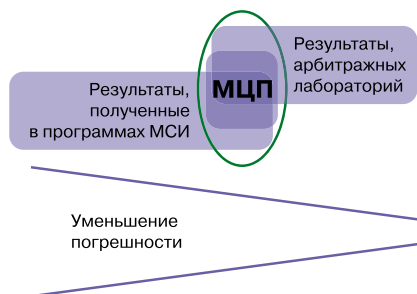 Результаты,
арбитражных
лабораторий
МЦП
Результаты,
полученные
в программах МСИ
Уменьшение
погрешности